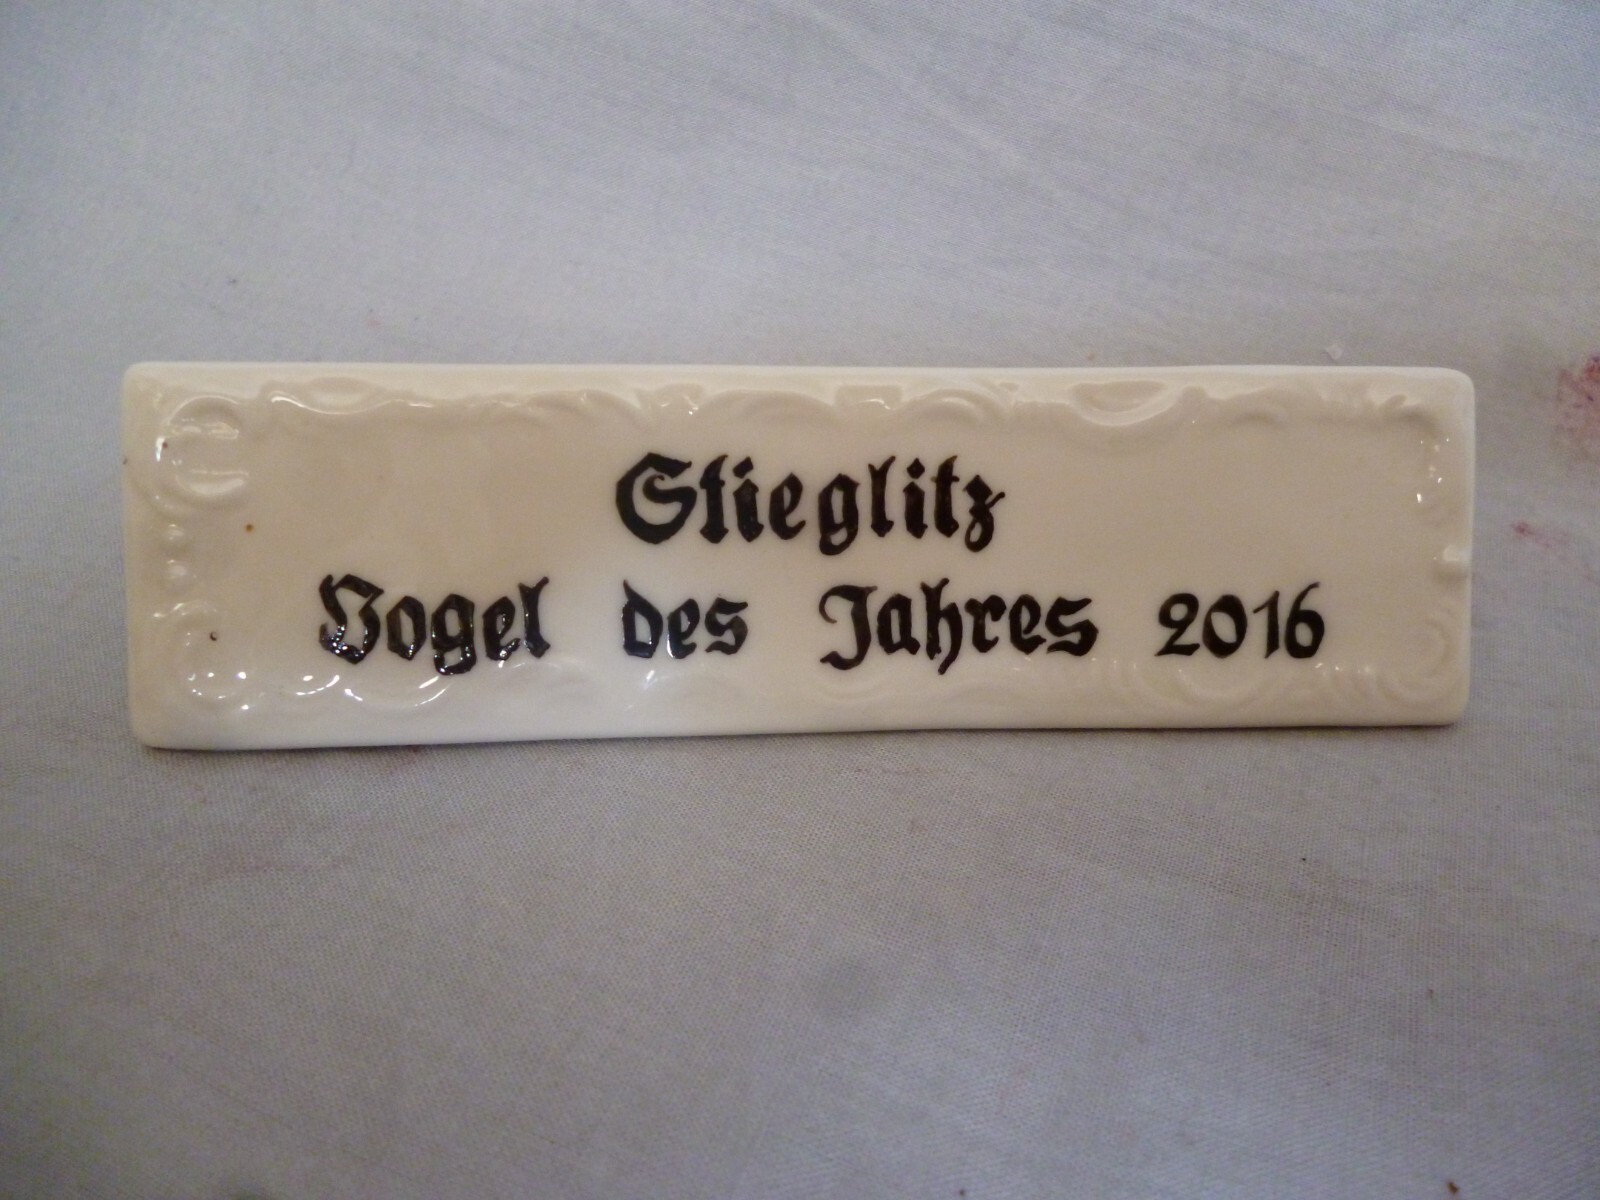 Stieglitz
Vogel des Jahres 2016